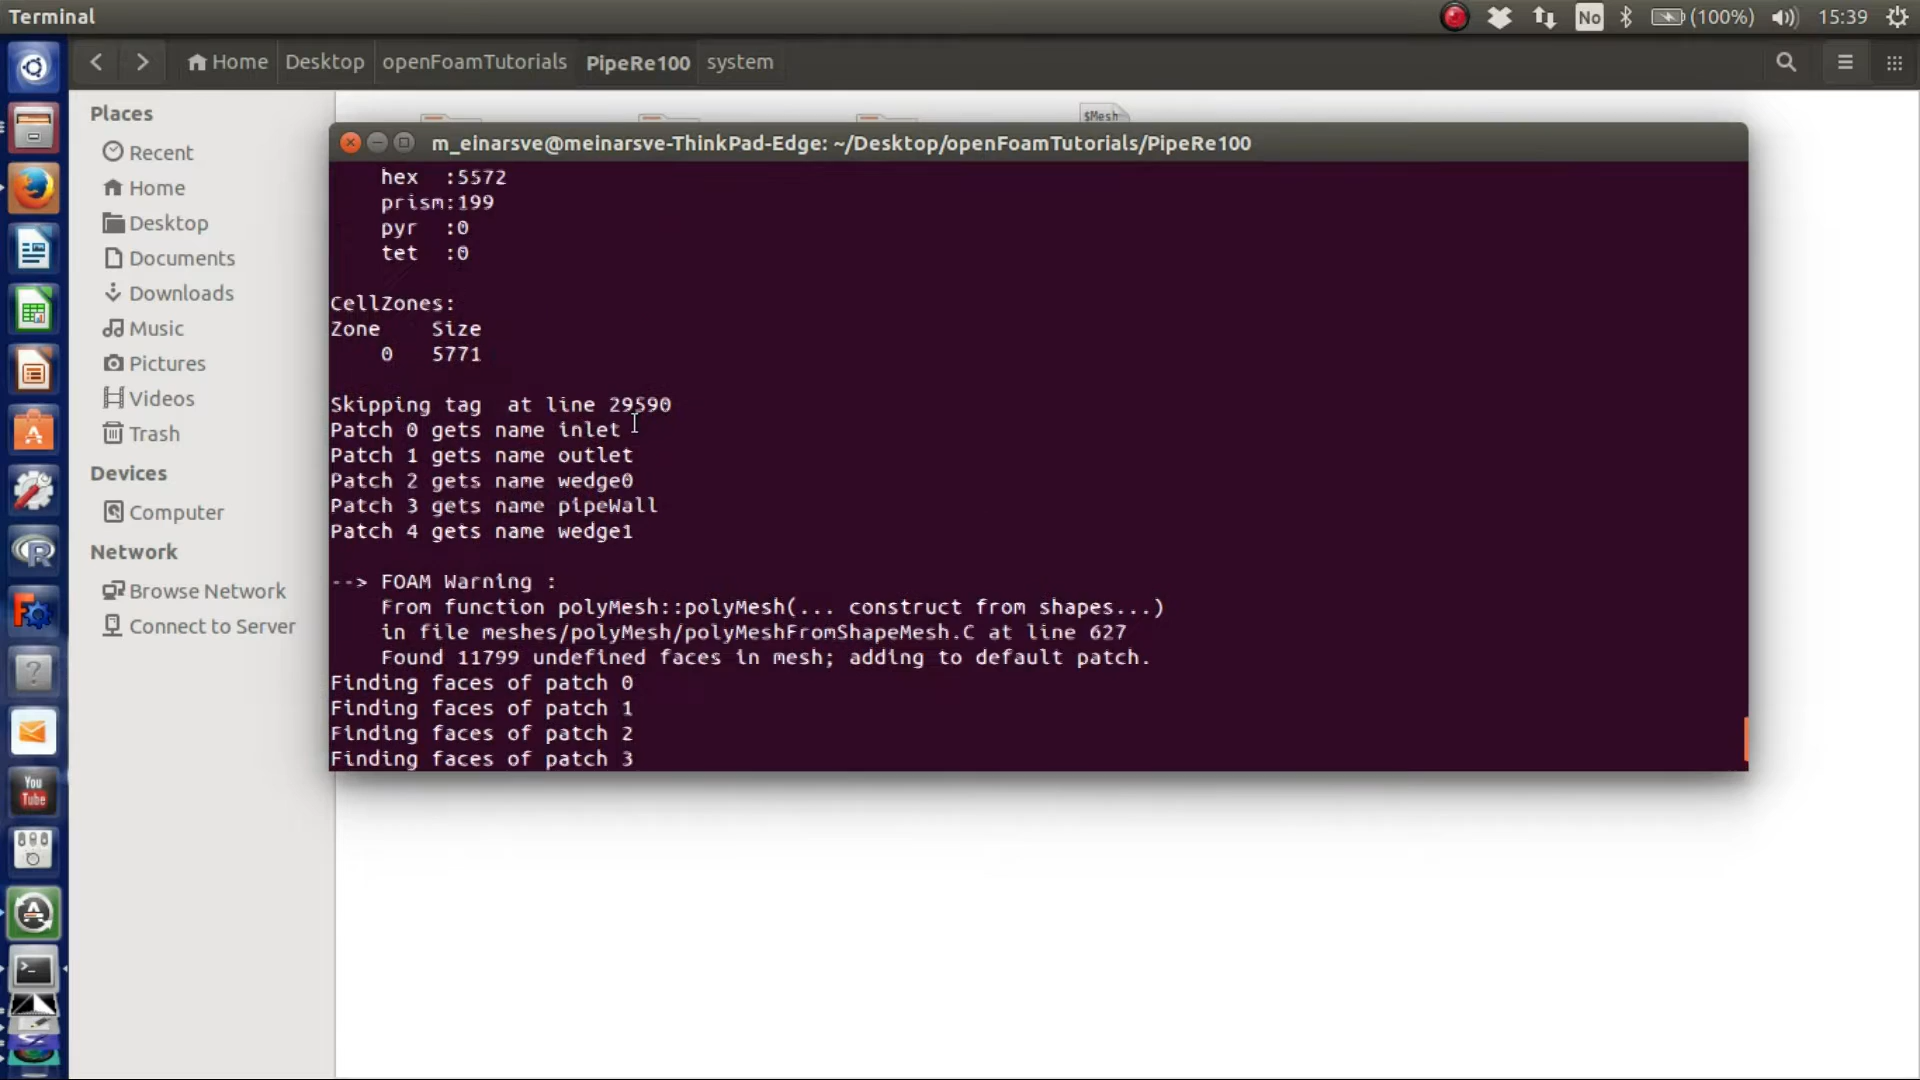 Terminal
No
(100%)
15:39
Home
Desktop
openFoamTutorials
PipeRe100
system
Places
Recent
Home
Desktop
Documents
Downloads
Music
Pictures
Videos
Trash
Devices
Computer
Network
Browse Network
Connect to Server
You
Tube
$Mesh
m_einarsve@meinarsve-ThinkPad-Edge: ~/Desktop/openFoamTutorials/PipeRe100
hex  :5572
prism:199
pyr  :0
tet  :0
CellZones:
Zone    Size
0   5771
Skipping tag  at line 29590
Patch 0 gets name inlet
Patch 1 gets name outlet
Patch 2 gets name wedge0
Patch 3 gets name pipeWall
Patch 4 gets name wedge1
--> FOAM Warning :
From function polyMesh::polyMesh(... construct from shapes...)
in file meshes/polyMesh/polyMeshFromShapeMesh.C at line 627
Found 11799 undefined faces in mesh; adding to default patch.
Finding faces of patch 0
Finding faces of patch 1
Finding faces of patch 2
Finding faces of patch 3